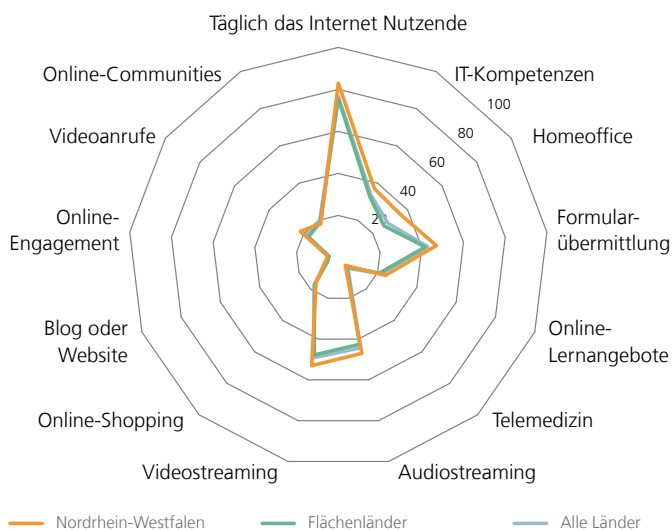 Täglich das Internet Nutzende
Online-Communities
IT-Kompetenzen
100
Videoanrufe
Homeoffice
80
60
40
20
Online-
Engagement
Formular-
übermittlung
Blog oder
Website
Online-
Lernangebote
Online-Shopping
Telemedizin
Videostreaming
Audiostreaming
Nordrhein-Westfalen
Flächenländer
Alle Länder